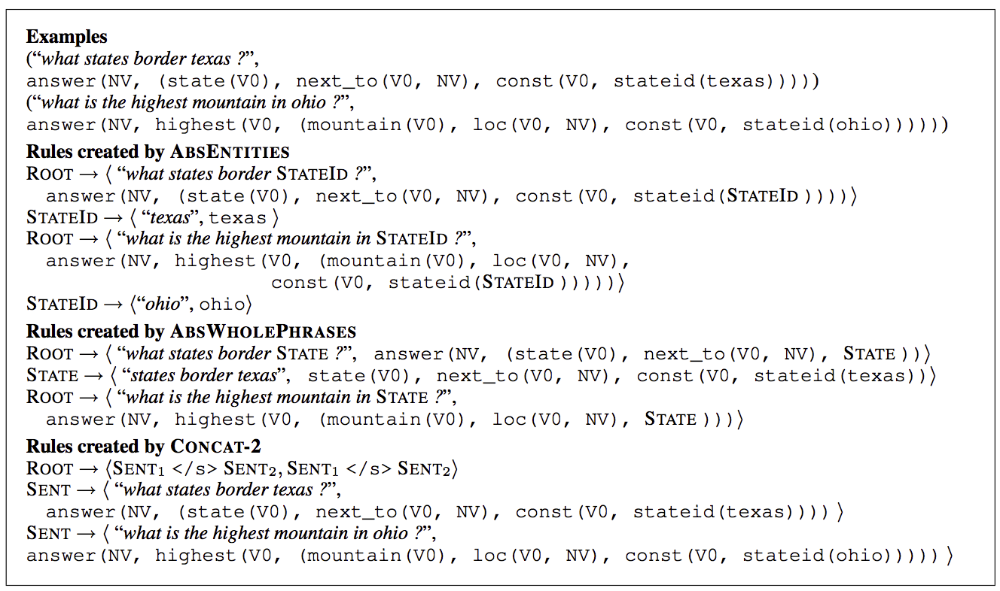 Examples
(“what states border texas ?”,
answer(NV, (state(V0), next_to(V0, NV), const(V0, stateid(texas)))))
(“what is the highest mountain in ohio ?”,
answer(NV, highest(V0, (mountain(V0), loc(V0, NV), const(V0, stateid(ohio))))))
Rules created by ABSENTITIES
ROOT → ⟨ “what states border STATEID ?”,
answer(NV, (state(V0), next_to(V0, NV), const(V0, stateid(STATEID ))))⟩
STATEID → ⟨ “texas”, texas ⟩
ROOT → ⟨ “what is the highest mountain in STATEID ?”,
answer(NV, highest(V0, (mountain(V0), loc(V0, NV),
const(V0, stateid(STATEID )))))⟩
STATEID → ⟨“ohio”, ohio⟩
Rules created by ABSWHOLEPHRASES
ROOT → ⟨ “what states border STATE ?”, answer(NV, (state(V0), next_to(V0, NV), STATE ))⟩
STATE → ⟨ “states border texas”, state(V0), next_to(V0, NV), const(V0, stateid(texas))⟩
ROOT → ⟨ “what is the highest mountain in STATE ?”,
answer(NV, highest(V0, (mountain(V0), loc(V0, NV), STATE )))⟩
Rules created by CONCAT-2
ROOT → ⟨SENT₁ </s> SENT₂, SENT₁ </s> SENT₂⟩
SENT → ⟨ “what states border texas ?”,
answer(NV, (state(V0), next_to(V0, NV), const(V0, stateid(texas)))) ⟩
SENT → ⟨ “what is the highest mountain in ohio ?”,
answer(NV, highest(V0, (mountain(V0), loc(V0, NV), const(V0, stateid(ohio))))) ⟩